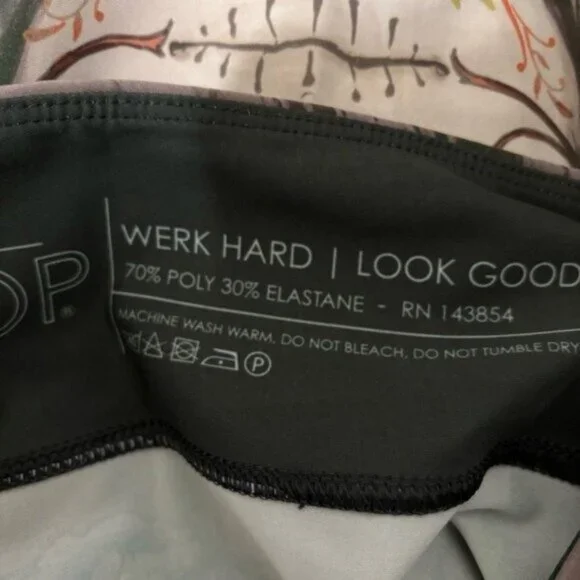 OP®
WERK HARD | LOOK GOOD
70% POLY 30% ELASTANE - RN 143854
MACHINE WASH WARM, DO NOT BLEACH, DO NOT TUMBLE DRY
P